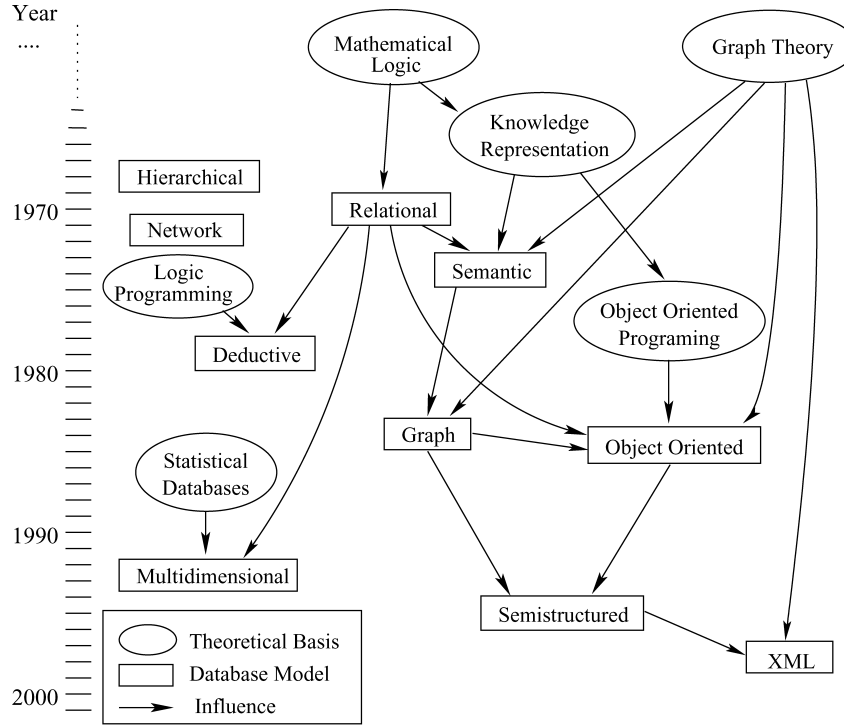 Year
....
Mathematical
Logic
Graph Theory
Knowledge
Representation
Hierarchical
1970
Relational
Network
Logic
Programming
Semantic
Object Oriented
Programing
Deductive
1980
Graph
Object Oriented
Statistical
Databases
1990
Multidimensional
Semistructured
Theoretical Basis
XML
Database Model
2000
Influence